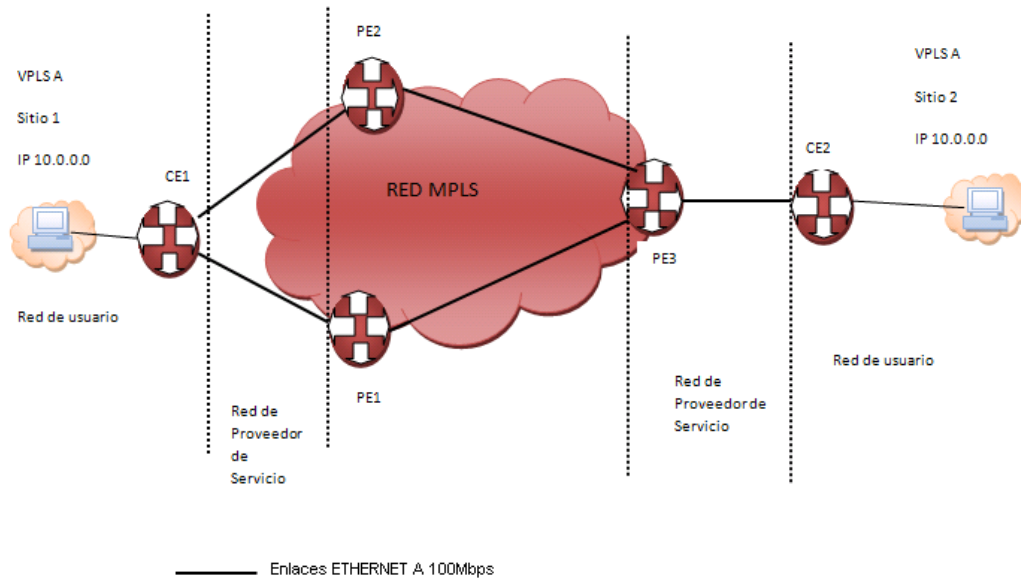 PE2
VPLS A
Sitio 1
IP 10.0.0.0
VPLS A
Sitio 2
IP 10.0.0.0
CE1
RED MPLS
CE2
PE3
Red de usuario
PE1
Red de
Proveedor
de
Servicio
Red de
Proveedor de
Servicio
Red de usuario
Enlaces ETHERNET A 100Mbps